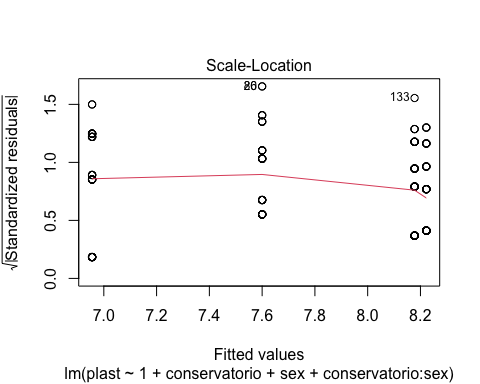 Scale-Location
√|Standardized residuals|
0.0 0.5 1.0 1.5
133
7.0 7.2 7.4 7.6 7.8 8.0 8.2
Fitted values
lm(plast ~ 1 + conservatorio + sex + conservatorio:sex)